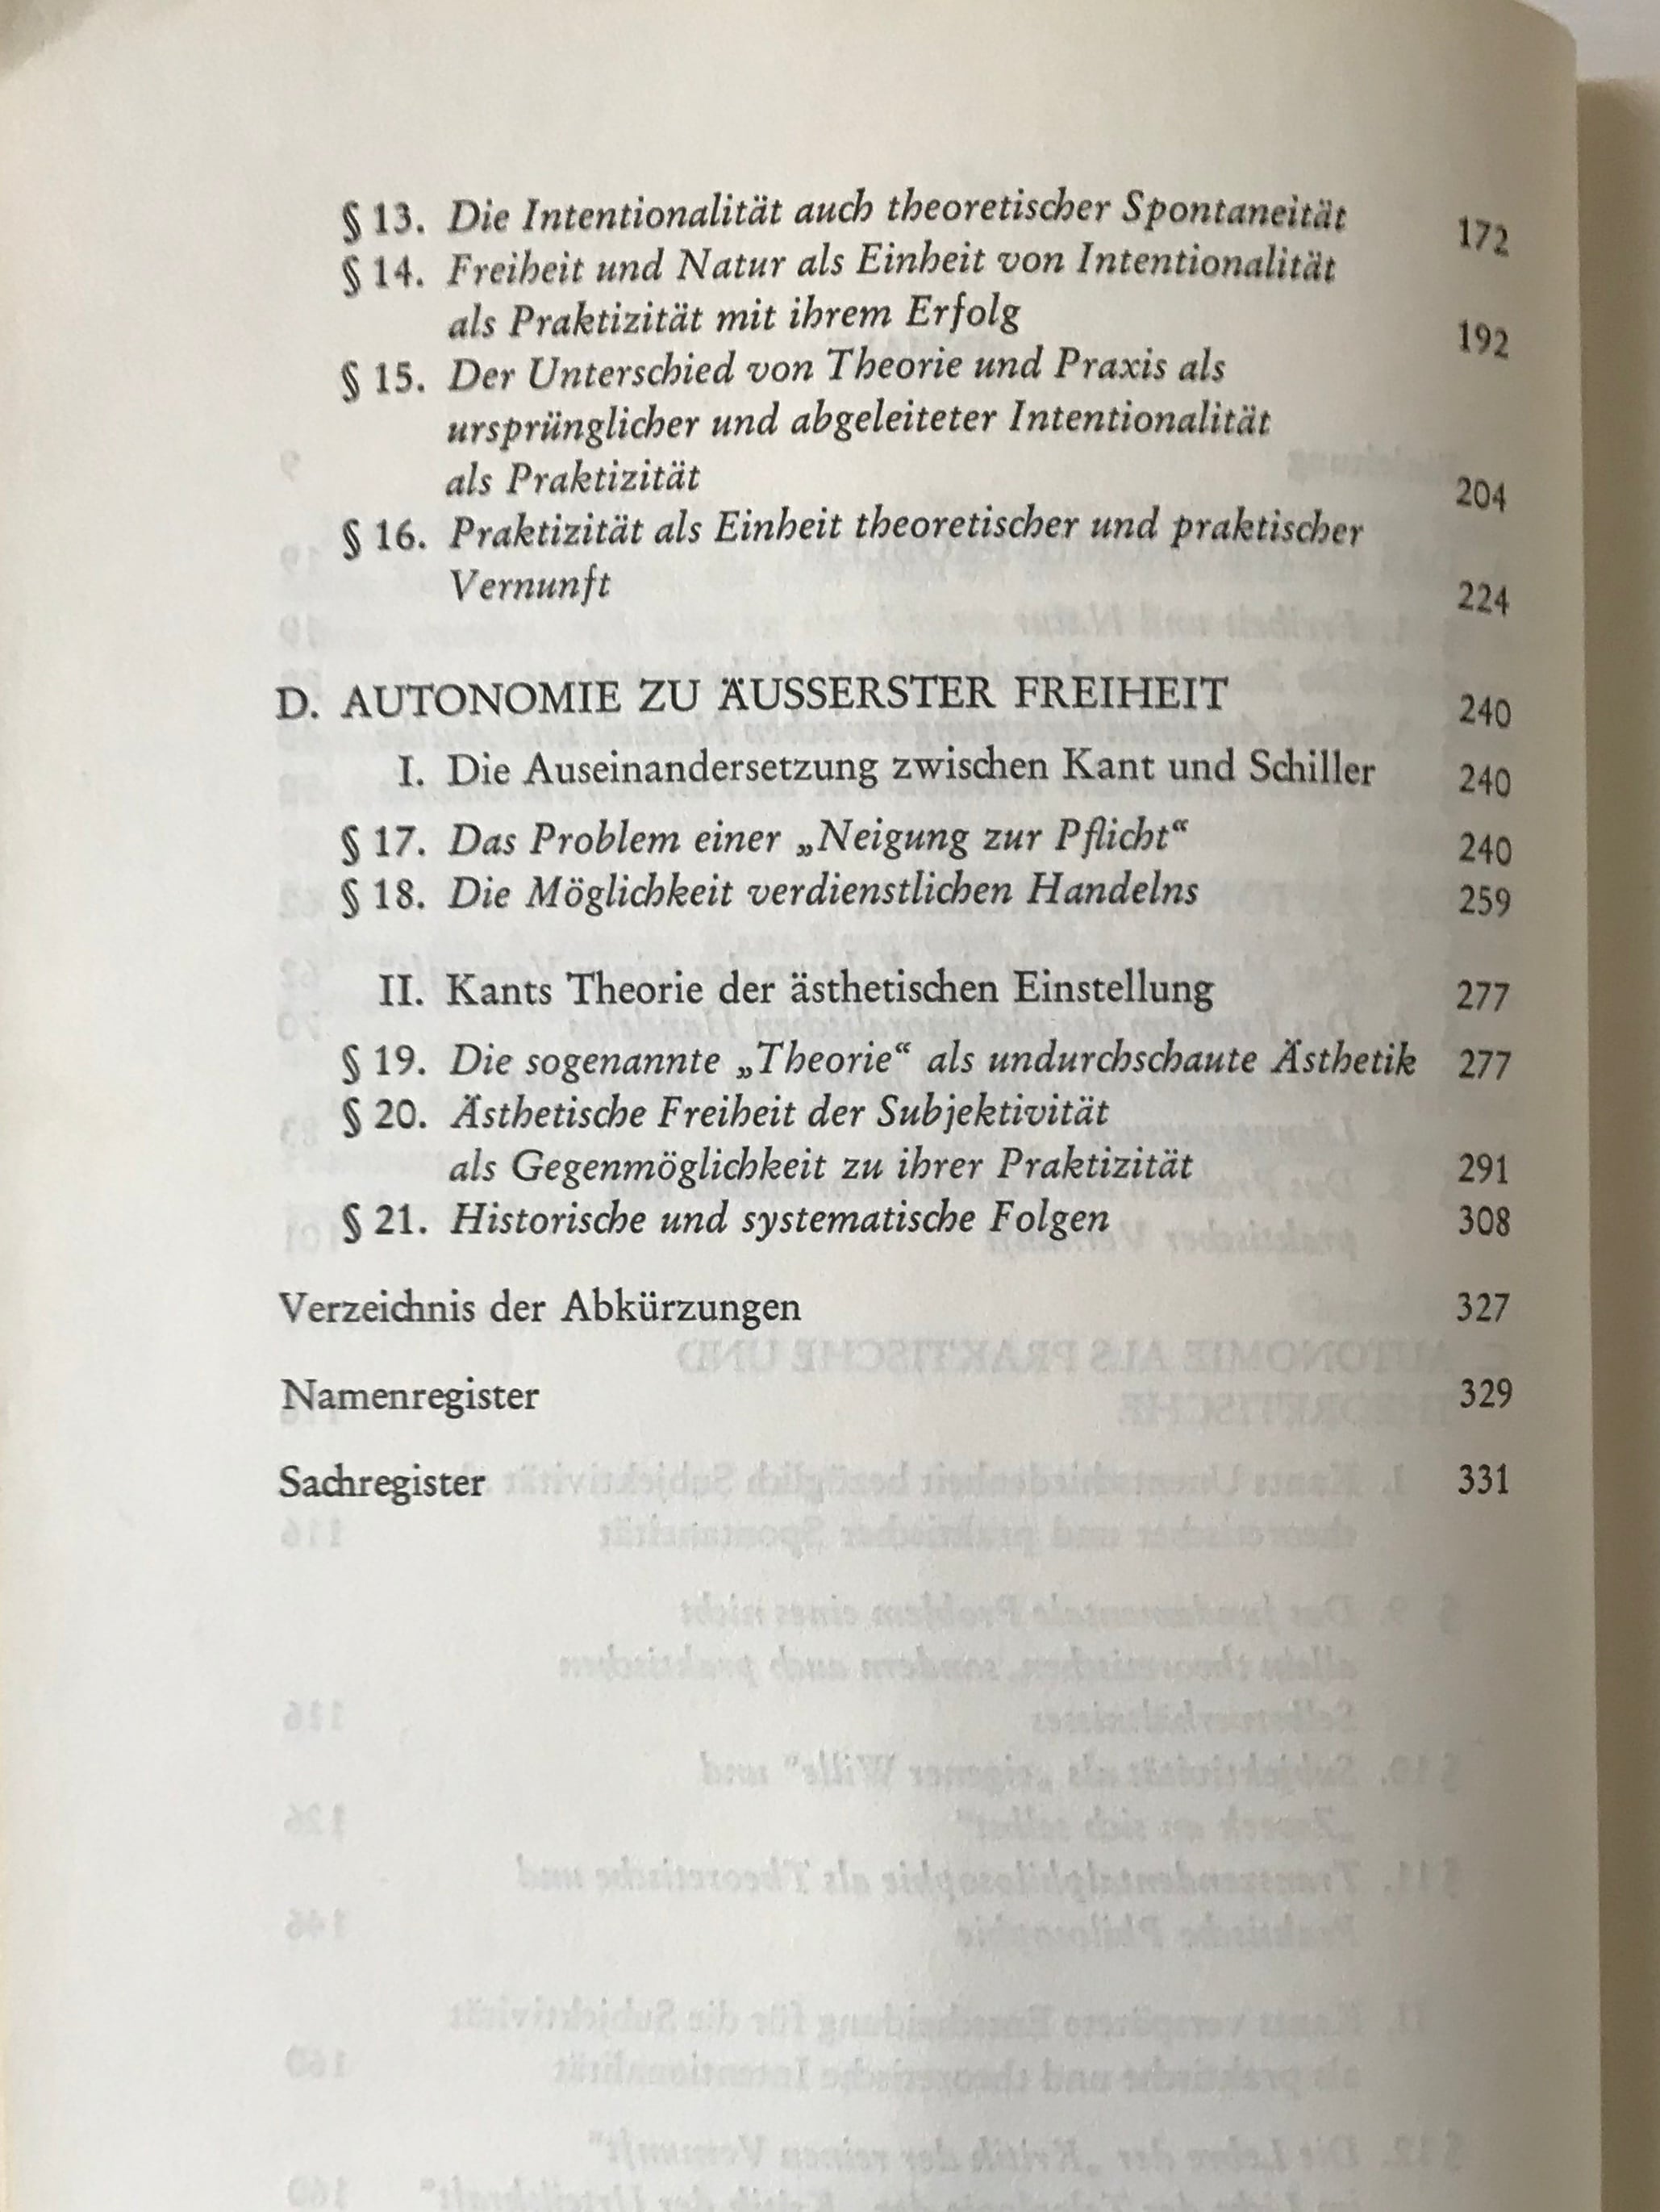 § 13. Die Intentionalität auch theoretischer Spontaneität 172
§ 14. Freiheit und Natur als Einheit von Intentionalität
als Praktizität mit ihrem Erfolg 192
§ 15. Der Unterschied von Theorie und Praxis als
ursprünglicher und abgeleiteter Intentionalität
als Praktizität 204
§ 16. Praktizität als Einheit theoretischer und praktischer
Vernunft 224
D. AUTONOMIE ZU ÄUSSERSTER FREIHEIT 240
I. Die Auseinandersetzung zwischen Kant und Schiller 240
§ 17. Das Problem einer „Neigung zur Pflicht“ 240
§ 18. Die Möglichkeit verdienstlichen Handelns 259
II. Kants Theorie der ästhetischen Einstellung 277
§ 19. Die sogenannte „Theorie“ als undurchschaute Ästhetik 277
§ 20. Ästhetische Freiheit der Subjektivität
als Gegenmöglichkeit zu ihrer Praktizität 291
§ 21. Historische und systematische Folgen 308
Verzeichnis der Abkürzungen 327
Namenregister 329
Sachregister 331